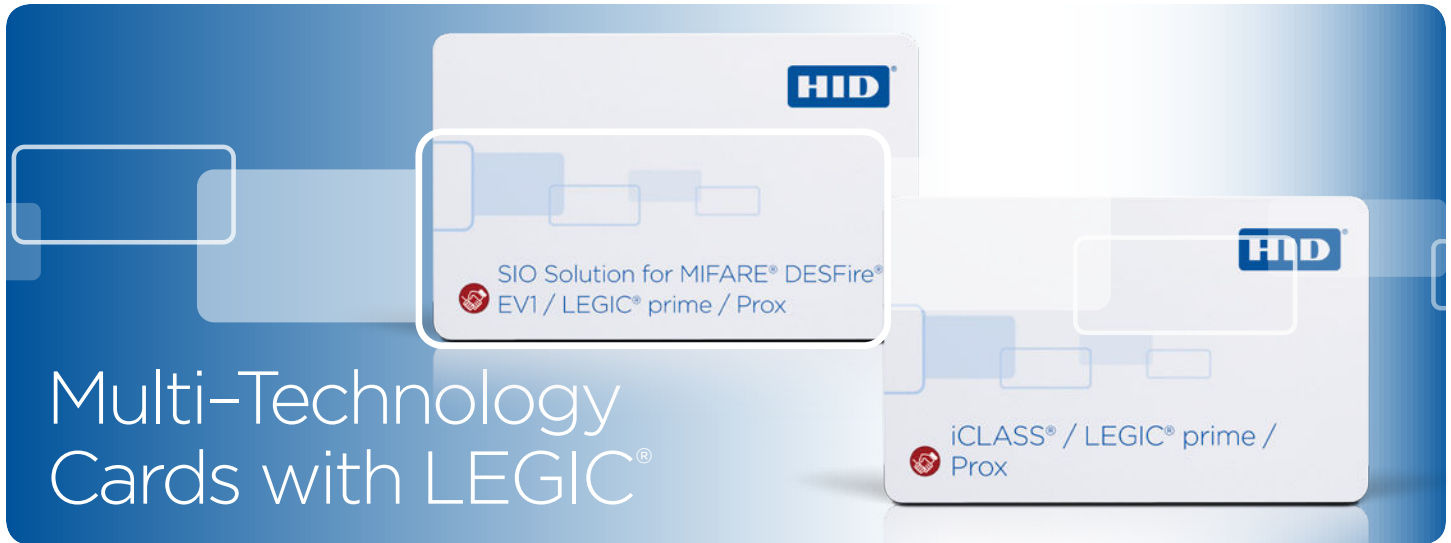 HID®
SIO Solution for MIFARE® DESFire®
EV1 / LEGIC® prime / Prox
HID®
iCLASS® / LEGIC® prime /
Prox
Multi-Technology
Cards with LEGIC®